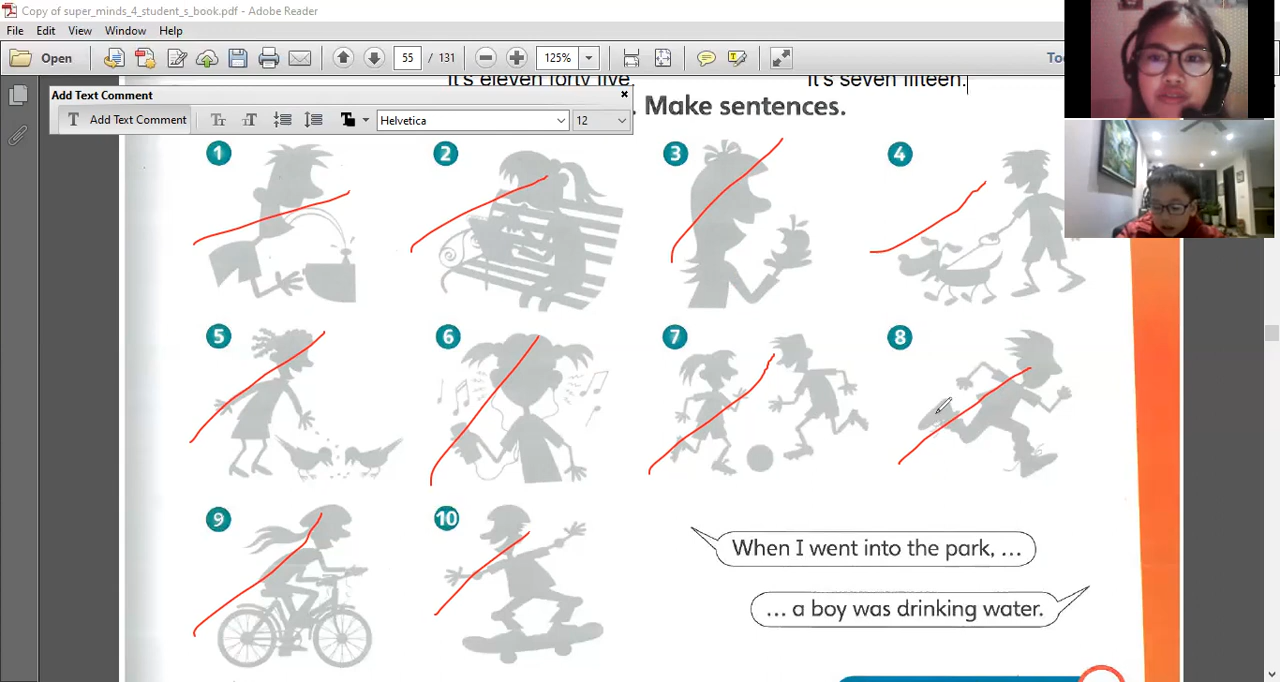 Copy of super_minds_4_student_s_book.pdf - Adobe Reader
File Edit View Window Help
Open 55 / 131 125%
It's eleven forty five. It's seven fifteen.
Add Text Comment
. Make sentences.
T Add Text Comment Helvetica 12
1 2 3 4
5 6 7 8
9 10
When I went into the park, ...
... a boy was drinking water.